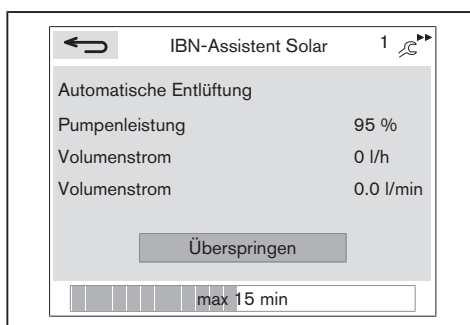 IBN-Assistent Solar 1
Automatische Entlüftung
Pumpenleistung 95 %
Volumenstrom 0 l/h
Volumenstrom 0.0 l/min
Überspringen
max 15 min